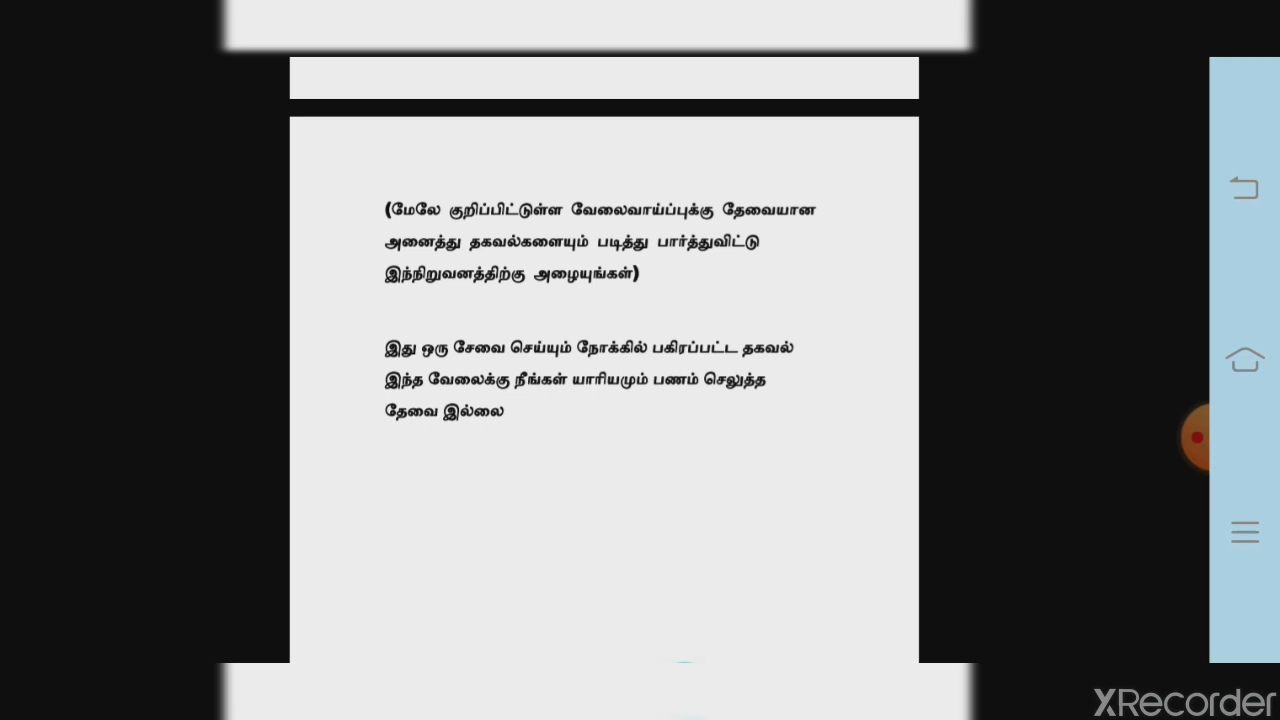 (மேலே குறிப்பிட்டுள்ள வேலைவாய்ப்புக்கு தேவையான
அனைத்து தகவல்களையும் படித்து பார்த்துவிட்டு
இந்நிறுவனத்திற்கு அழையுங்கள்)
இது ஒரு சேவை செய்யும் நோக்கில் பகிரப்பட்ட தகவல்
இந்த வேலைக்கு நீங்கள் யாரியமும் பணம் செலுத்த
தேவை இல்லை
XRecorder